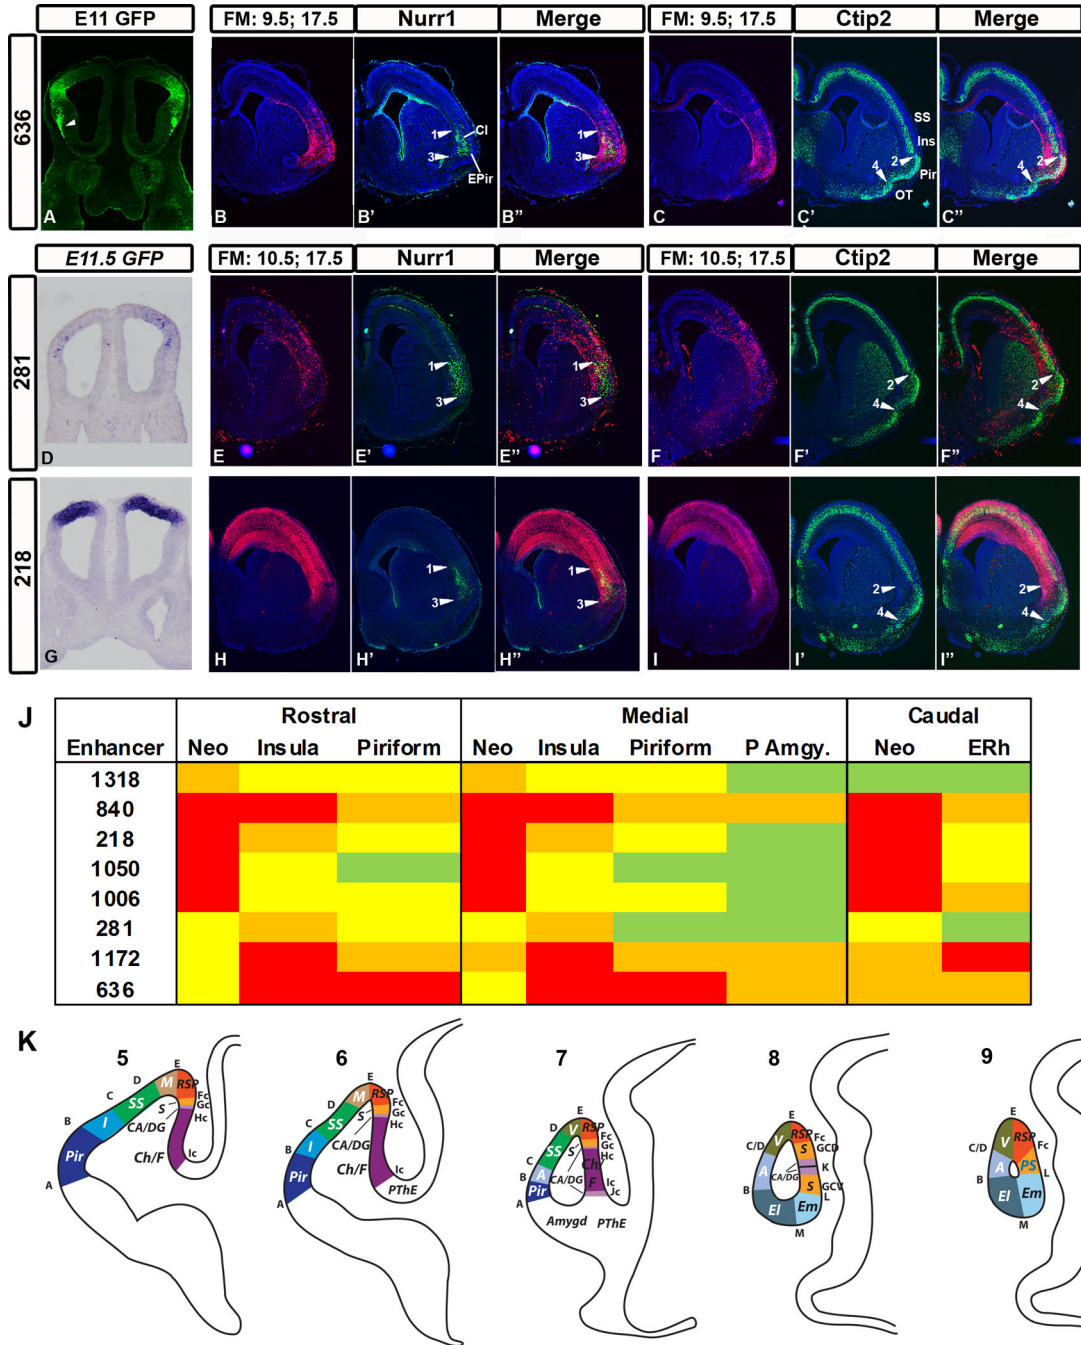 E11 GFP
FM: 9.5; 17.5
Nurr1
Merge
FM: 9.5; 17.5
Ctip2
Merge
636
A
B
B'
1
3
Cl
EPir
B"
1
3
C
C'
SS
Ins
Pir
OT
2
4
C"
2
4
E11.5 GFP
FM: 10.5; 17.5
Nurr1
Merge
FM: 10.5; 17.5
Ctip2
Merge
281
D
E
E'
1
3
E"
1
3
F
F'
2
4
F"
2
4
218
G
H
H'
1
3
H"
1
3
I
I'
2
4
I"
2
4
J
Rostral Medial Caudal
Enhancer Neo Insula Piriform Neo Insula Piriform P Amgy. Neo ERh
1318
840
218
1050
1006
281
1172
636
K
5
A
B
C
D
E
Fc
Gc
Hc
Ic
Pir
I
SS
M
RSP
S
CA/DG
Ch/F
6
A
B
C
D
E
Fc
Gc
Hc
Ic
Pir
I
SS
M
RSP
S
CA/DG
Ch/F
PThE
7
A
B
C
D
E
Fc
Gc
Hc
Ic
Jc
Pir
A
SS
V
RSP
S
CA/DG
Ch/
F
Amygd
PThE
8
B
C/D
E
Fc
GCD
K
GCV
L
M
EI
A
V
RSP
S
CA/DG
S
Em
9
B
C/D
E
Fc
L
M
EI
A
V
RSP
PS
Em